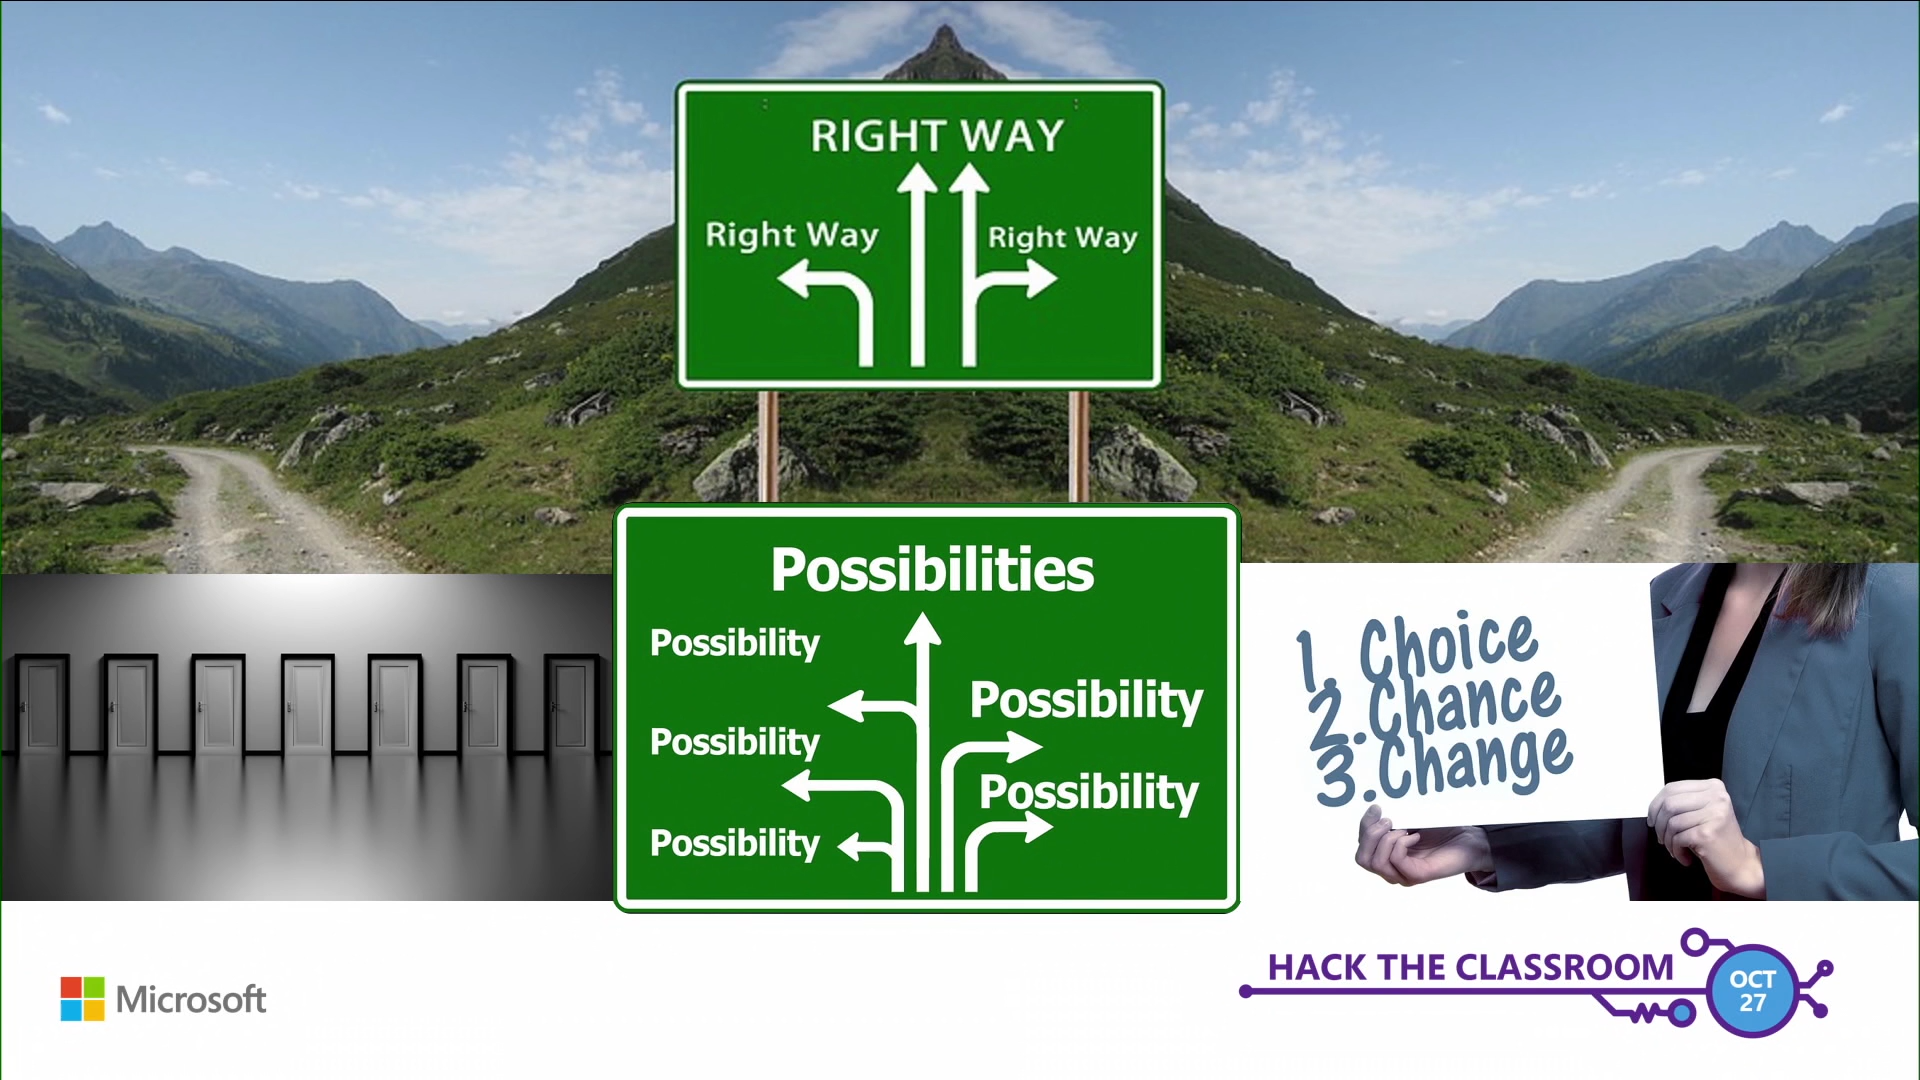 RIGHT WAY
Right Way
Right Way
Possibilities
Possibility
Possibility
Possibility
Possibility
Possibility
1. Choice
2. Chance
3. Change
Microsoft
HACK THE CLASSROOM
OCT
27